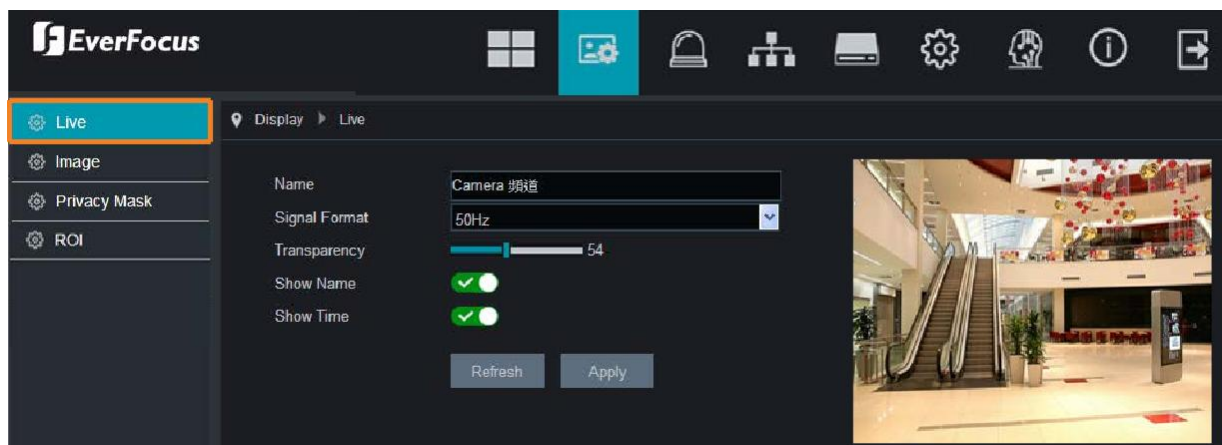 EverFocus
Live
Image
Privacy Mask
ROI
Display Live
Name Camera 頻道
Signal Format 50Hz
Transparency 54
Show Name
Show Time
Refresh Apply